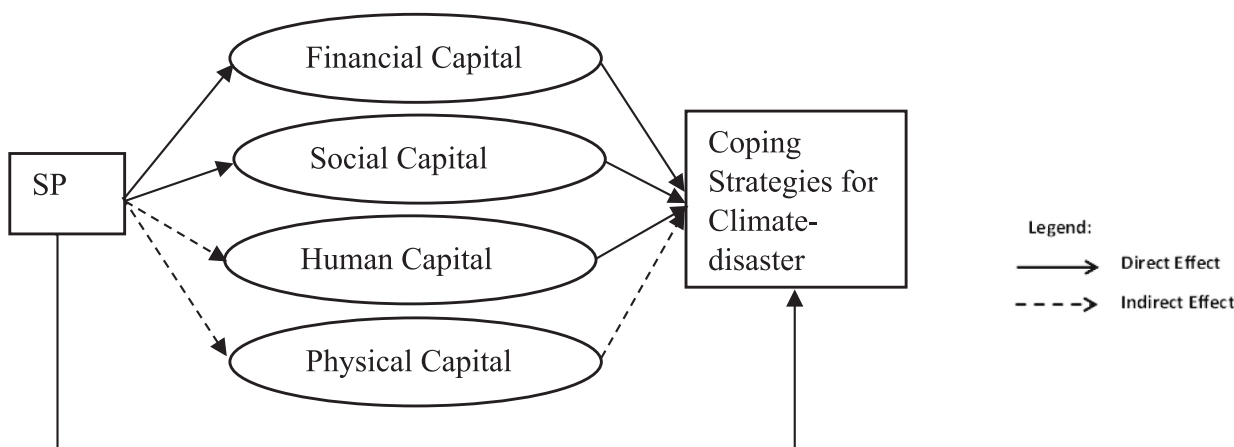 Financial Capital
Social Capital
SP
Human Capital
Physical Capital
Coping
Strategies for
Climate-
disaster
Legend:
Direct Effect
Indirect Effect